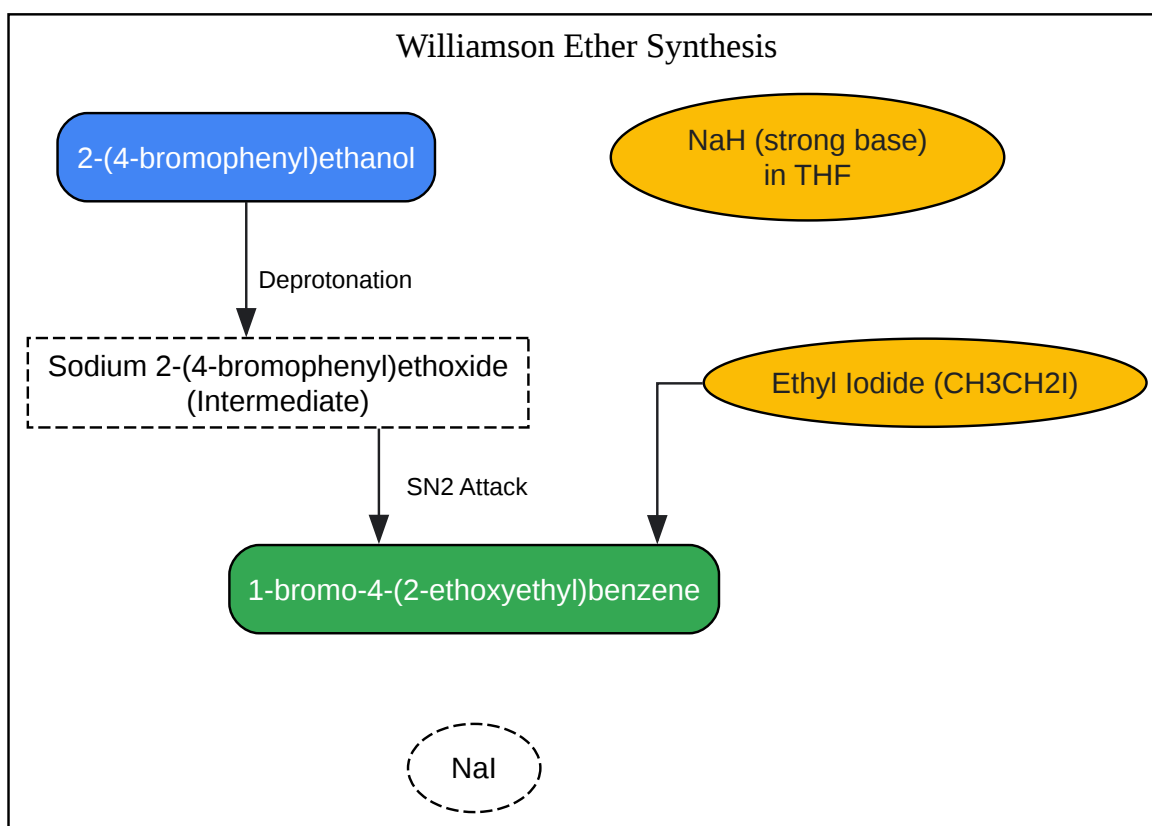 Williamson Ether Synthesis
2-(4-bromophenyl)ethanol
NaH (strong base)
in THF
Deprotonation
Sodium 2-(4-bromophenyl)ethoxide
(Intermediate)
Ethyl Iodide (CH3CH2I)
SN2 Attack
1-bromo-4-(2-ethoxyethyl)benzene
NaI